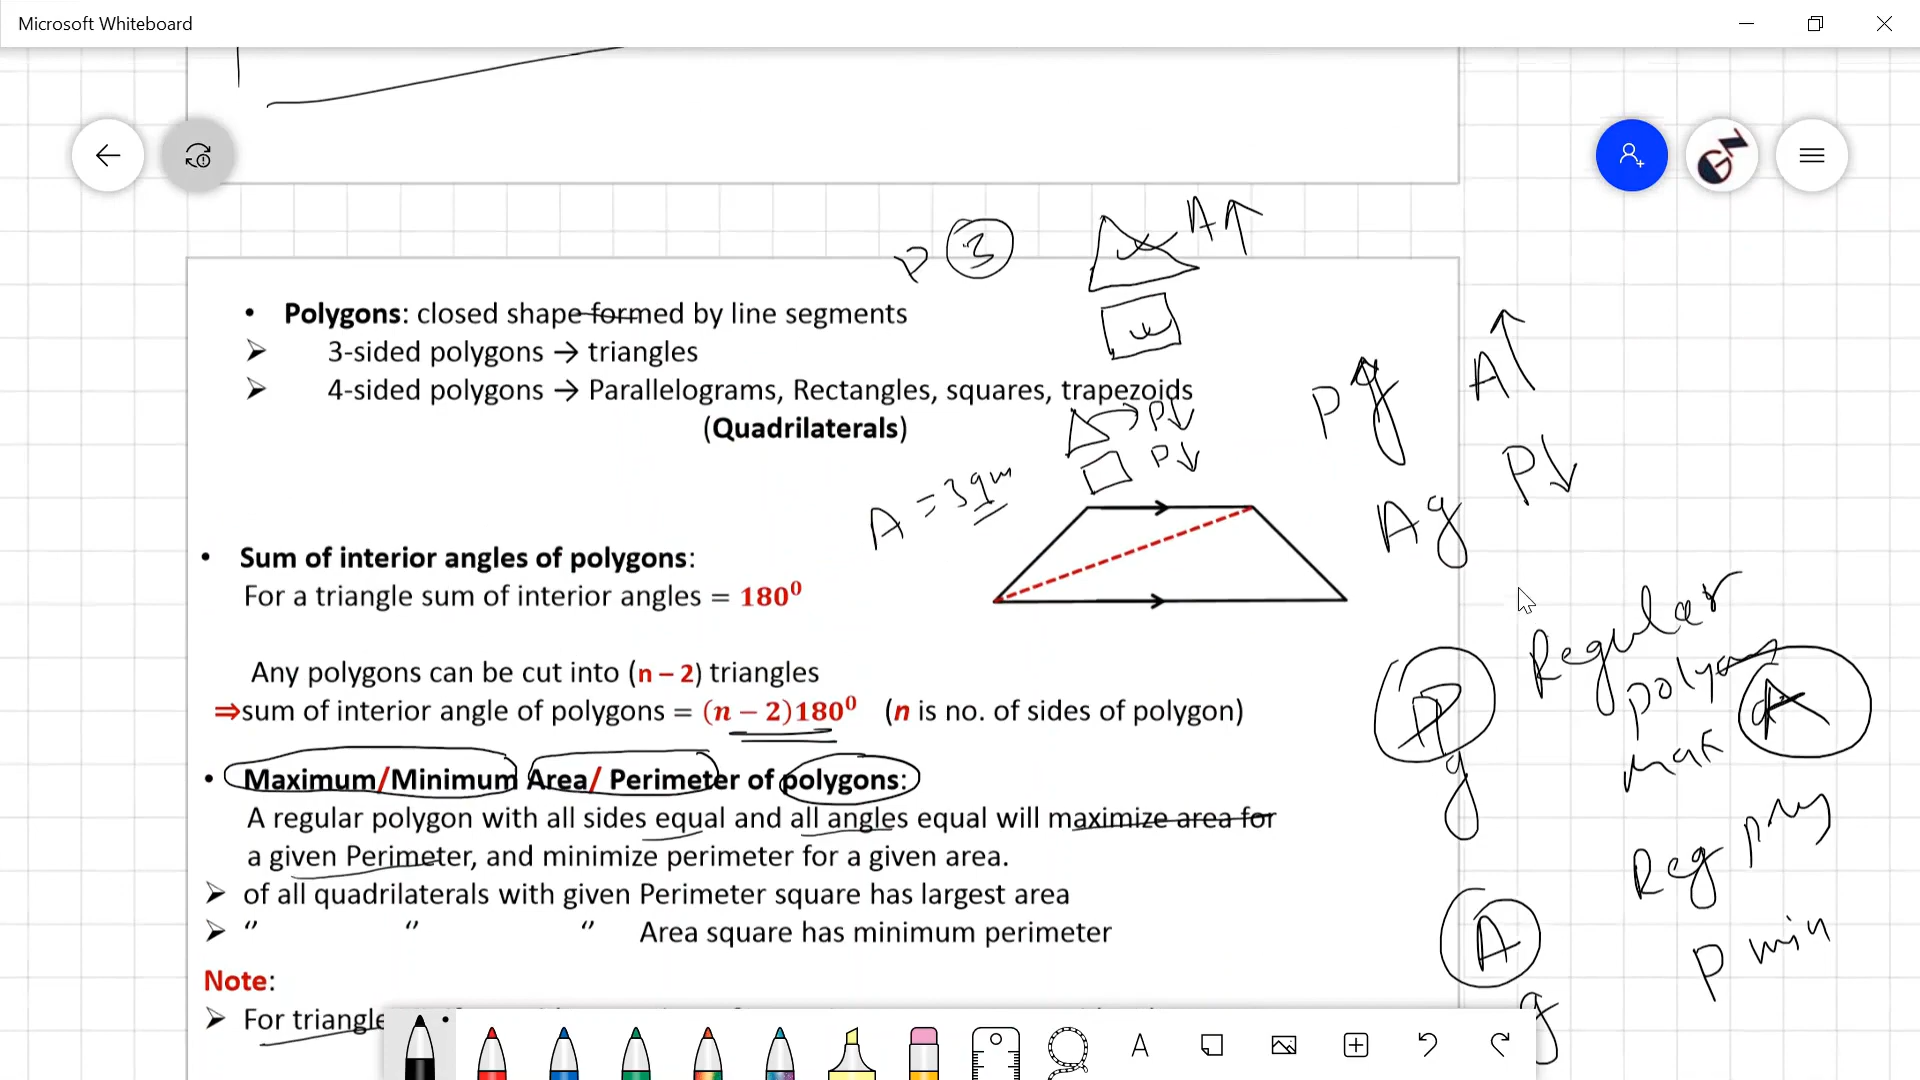 Microsoft Whiteboard
P 3 A↑
• Polygons: closed shape formed by line segments
➢ 3-sided polygons → triangles
➢ 4-sided polygons → Parallelograms, Rectangles, squares, trapezoids
(Quadrilaterals)
P↓
P↓
P g A↑
A g P↓
A = 3 qm
• Sum of interior angles of polygons:
For a triangle sum of interior angles = 180⁰
Any polygons can be cut into (n – 2) triangles
⇒sum of interior angle of polygons = (n − 2)180⁰ (n is no. of sides of polygon)
• Maximum/Minimum Area/ Perimeter of polygons:
A regular polygon with all sides equal and all angles equal will maximize area for
a given Perimeter, and minimize perimeter for a given area.
➢ of all quadrilaterals with given Perimeter square has largest area
➢ ‘’ ‘’ ‘’ Area square has minimum perimeter
Note:
➢ For triangle
P g
Regular
polygon
max A
A g
Reg poly
P min